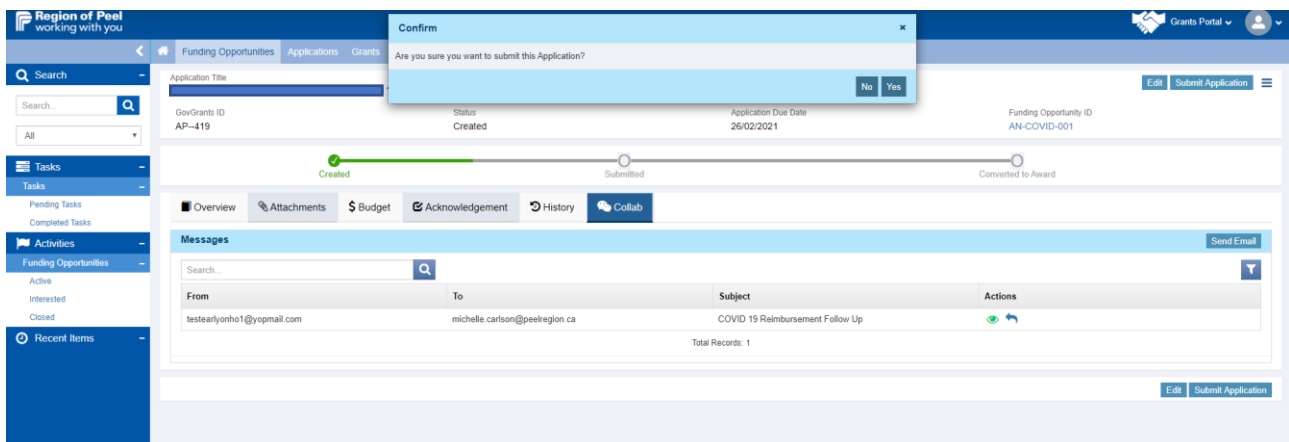 Region of Peel
working with you
Confirm
Grants Portal
Funding Opportunities Applications Grants
Are you sure you want to submit this Application?
No Yes
Search
Search...
All
Application Title
Edit Submit Application
GovGrants ID Status Application Due Date Funding Opportunity ID
AP--419 Created 26/02/2021 AN-COVID-001
Tasks
Tasks
Pending Tasks
Completed Tasks
Activities
Funding Opportunities
Active
Interested
Closed
Recent Items
Created Submitted Converted to Award
Overview Attachments Budget Acknowledgement History Collab
Messages Send Email
Search...
From To Subject Actions
testearlyonho1@yopmail.com michelle.carlson@peelregion.ca COVID 19 Reimbursement Follow Up
Total Records: 1
Edit Submit Application